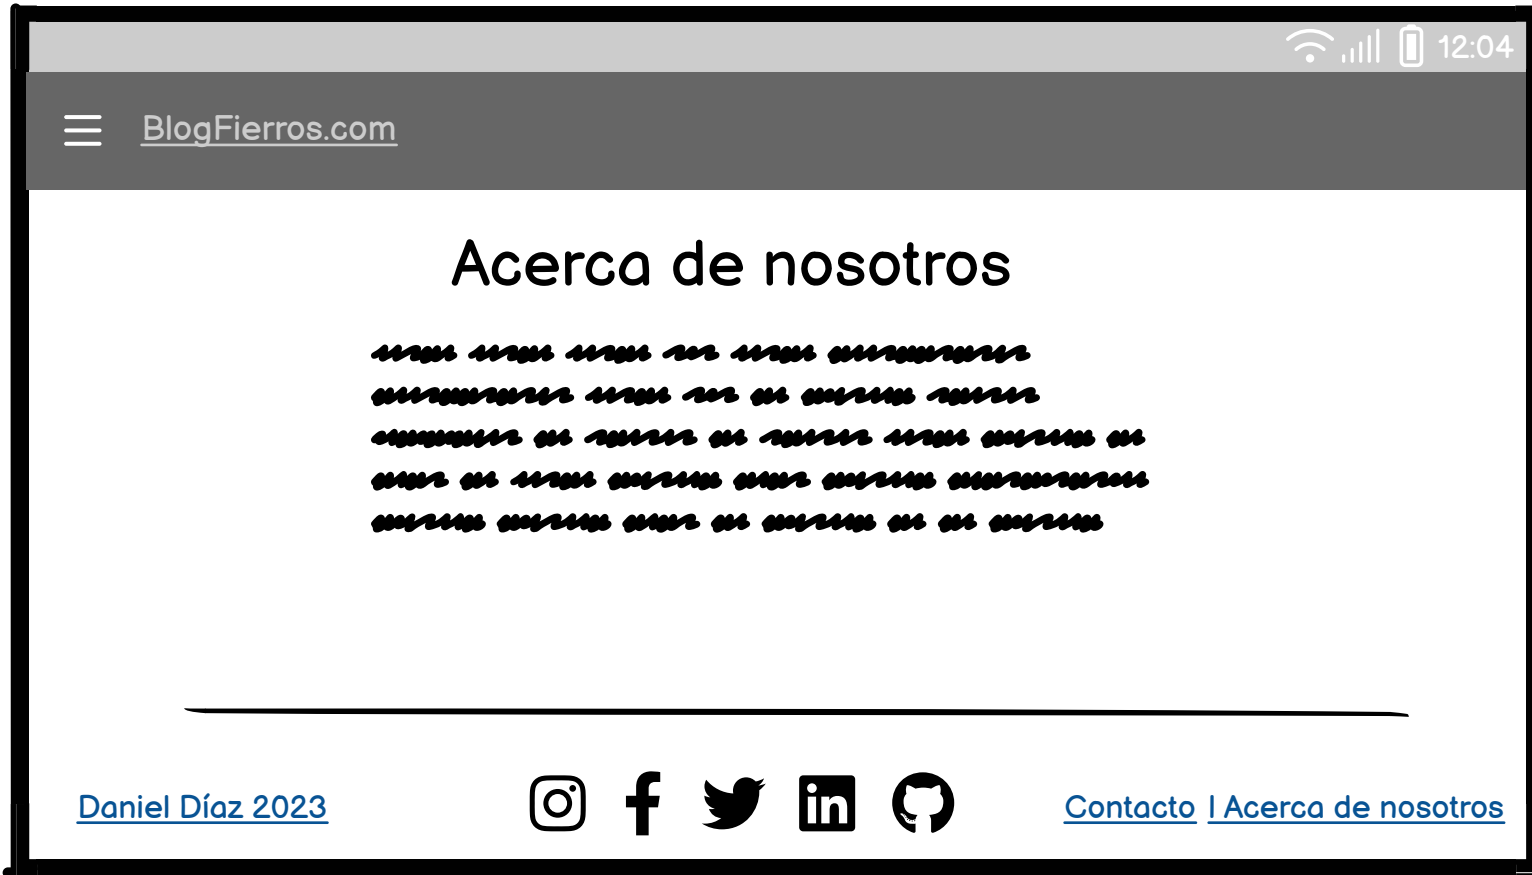 12:04
BlogFierros.com
Acerca de nosotros
Daniel Díaz 2023
Contacto | Acerca de nosotros